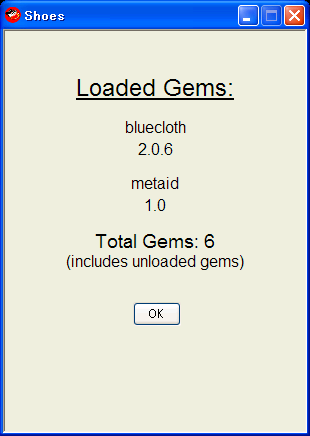 Shoes
Loaded Gems:
bluecloth
2.0.6
metaid
1.0
Total Gems: 6
(includes unloaded gems)
OK